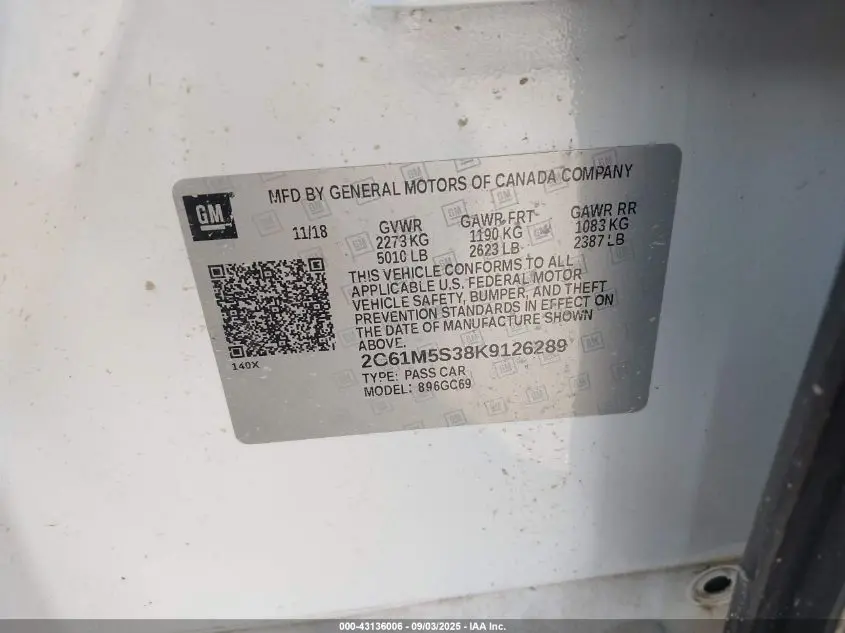 GM
MFD BY GENERAL MOTORS OF CANADA COMPANY
11/18 GVWR GAWR FRT GAWR RR
2273 KG 1190 KG 1083 KG
5010 LB 2623 LB 2387 LB
THIS VEHICLE CONFORMS TO ALL
APPLICABLE U.S. FEDERAL MOTOR
VEHICLE SAFETY, BUMPER, AND THEFT
PREVENTION STANDARDS IN EFFECT ON
THE DATE OF MANUFACTURE SHOWN
ABOVE.
140X
2C61M5S38K9126289
TYPE: PASS CAR
MODEL: 896GC69
000-43136006 - 09/03/2025 - IAA Inc.